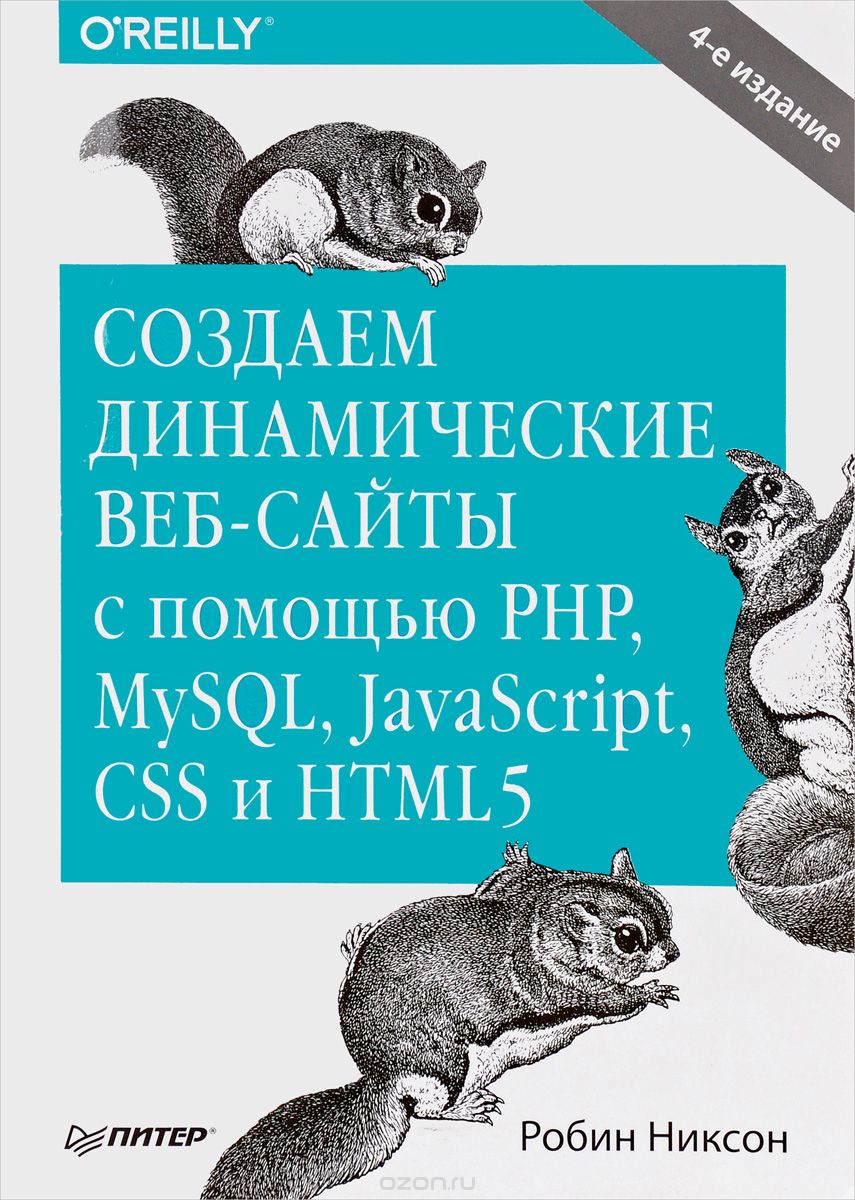 O'REILLY®
4-е издание
СОЗДАЕМ
ДИНАМИЧЕСКИЕ
ВЕБ-САЙТЫ
с помощью PHP,
MySQL, JavaScript,
CSS и HTML5
ПИТЕР®
Робин Никсон
ozon.ru